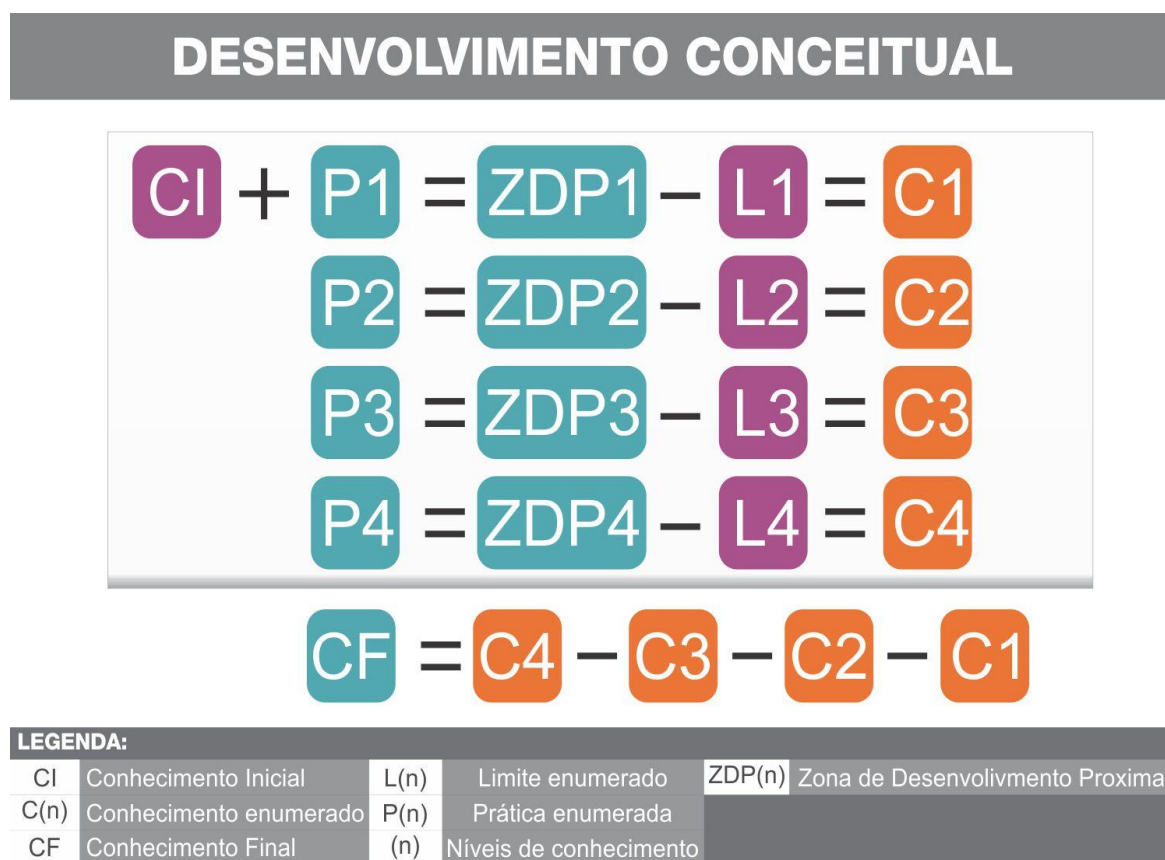 DESENVOLVIMENTO CONCEITUAL
CI + P1 = ZDP1 – L1 = C1
P2 = ZDP2 – L2 = C2
P3 = ZDP3 – L3 = C3
P4 = ZDP4 – L4 = C4
CF = C4 – C3 – C2 – C1
LEGENDA:
CI Conhecimento Inicial L(n) Limite enumerado ZDP(n) Zona de Desenvolivmento Proxima
C(n) Conhecimento enumerado P(n) Prática enumerada
CF Conhecimento Final (n) Níveis de conhecimento